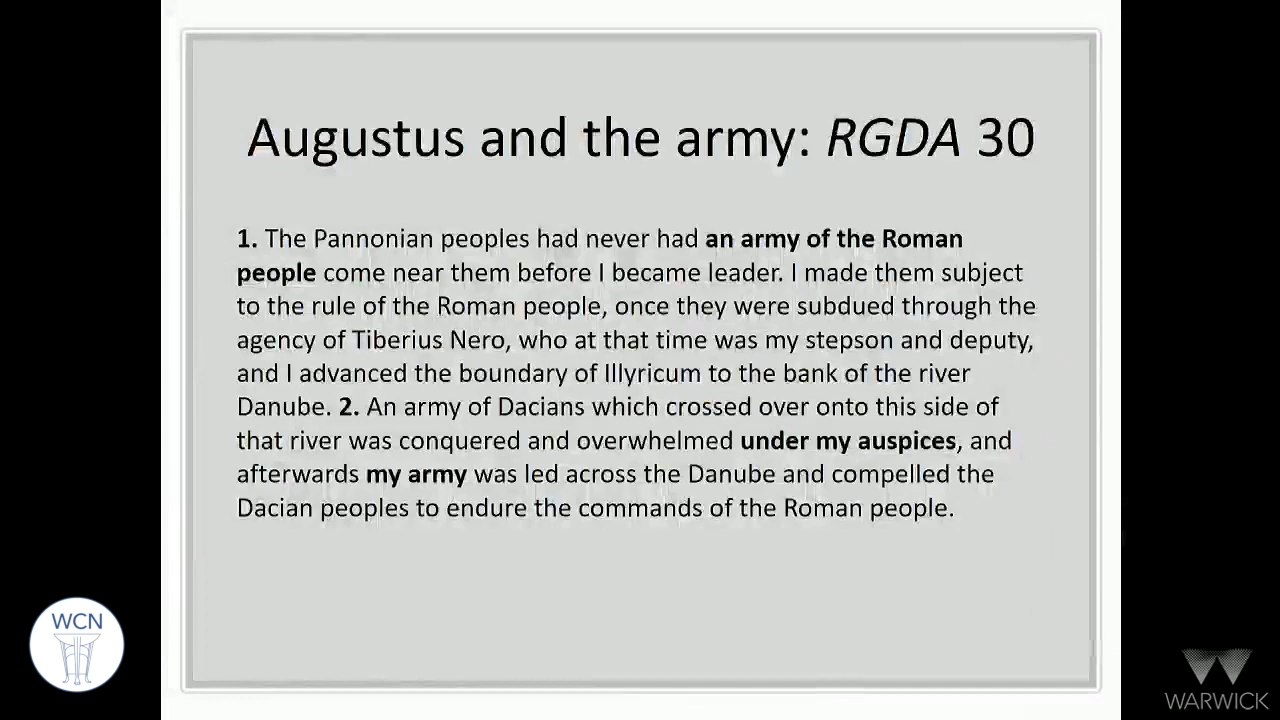 Augustus and the army: RGDA 30
1. The Pannonian peoples had never had an army of the Roman
people come near them before I became leader. I made them subject
to the rule of the Roman people, once they were subdued through the
agency of Tiberius Nero, who at that time was my stepson and deputy,
and I advanced the boundary of Illyricum to the bank of the river
Danube. 2. An army of Dacians which crossed over onto this side of
that river was conquered and overwhelmed under my auspices, and
afterwards my army was led across the Danube and compelled the
Dacian peoples to endure the commands of the Roman people.
WCN
WARWICK